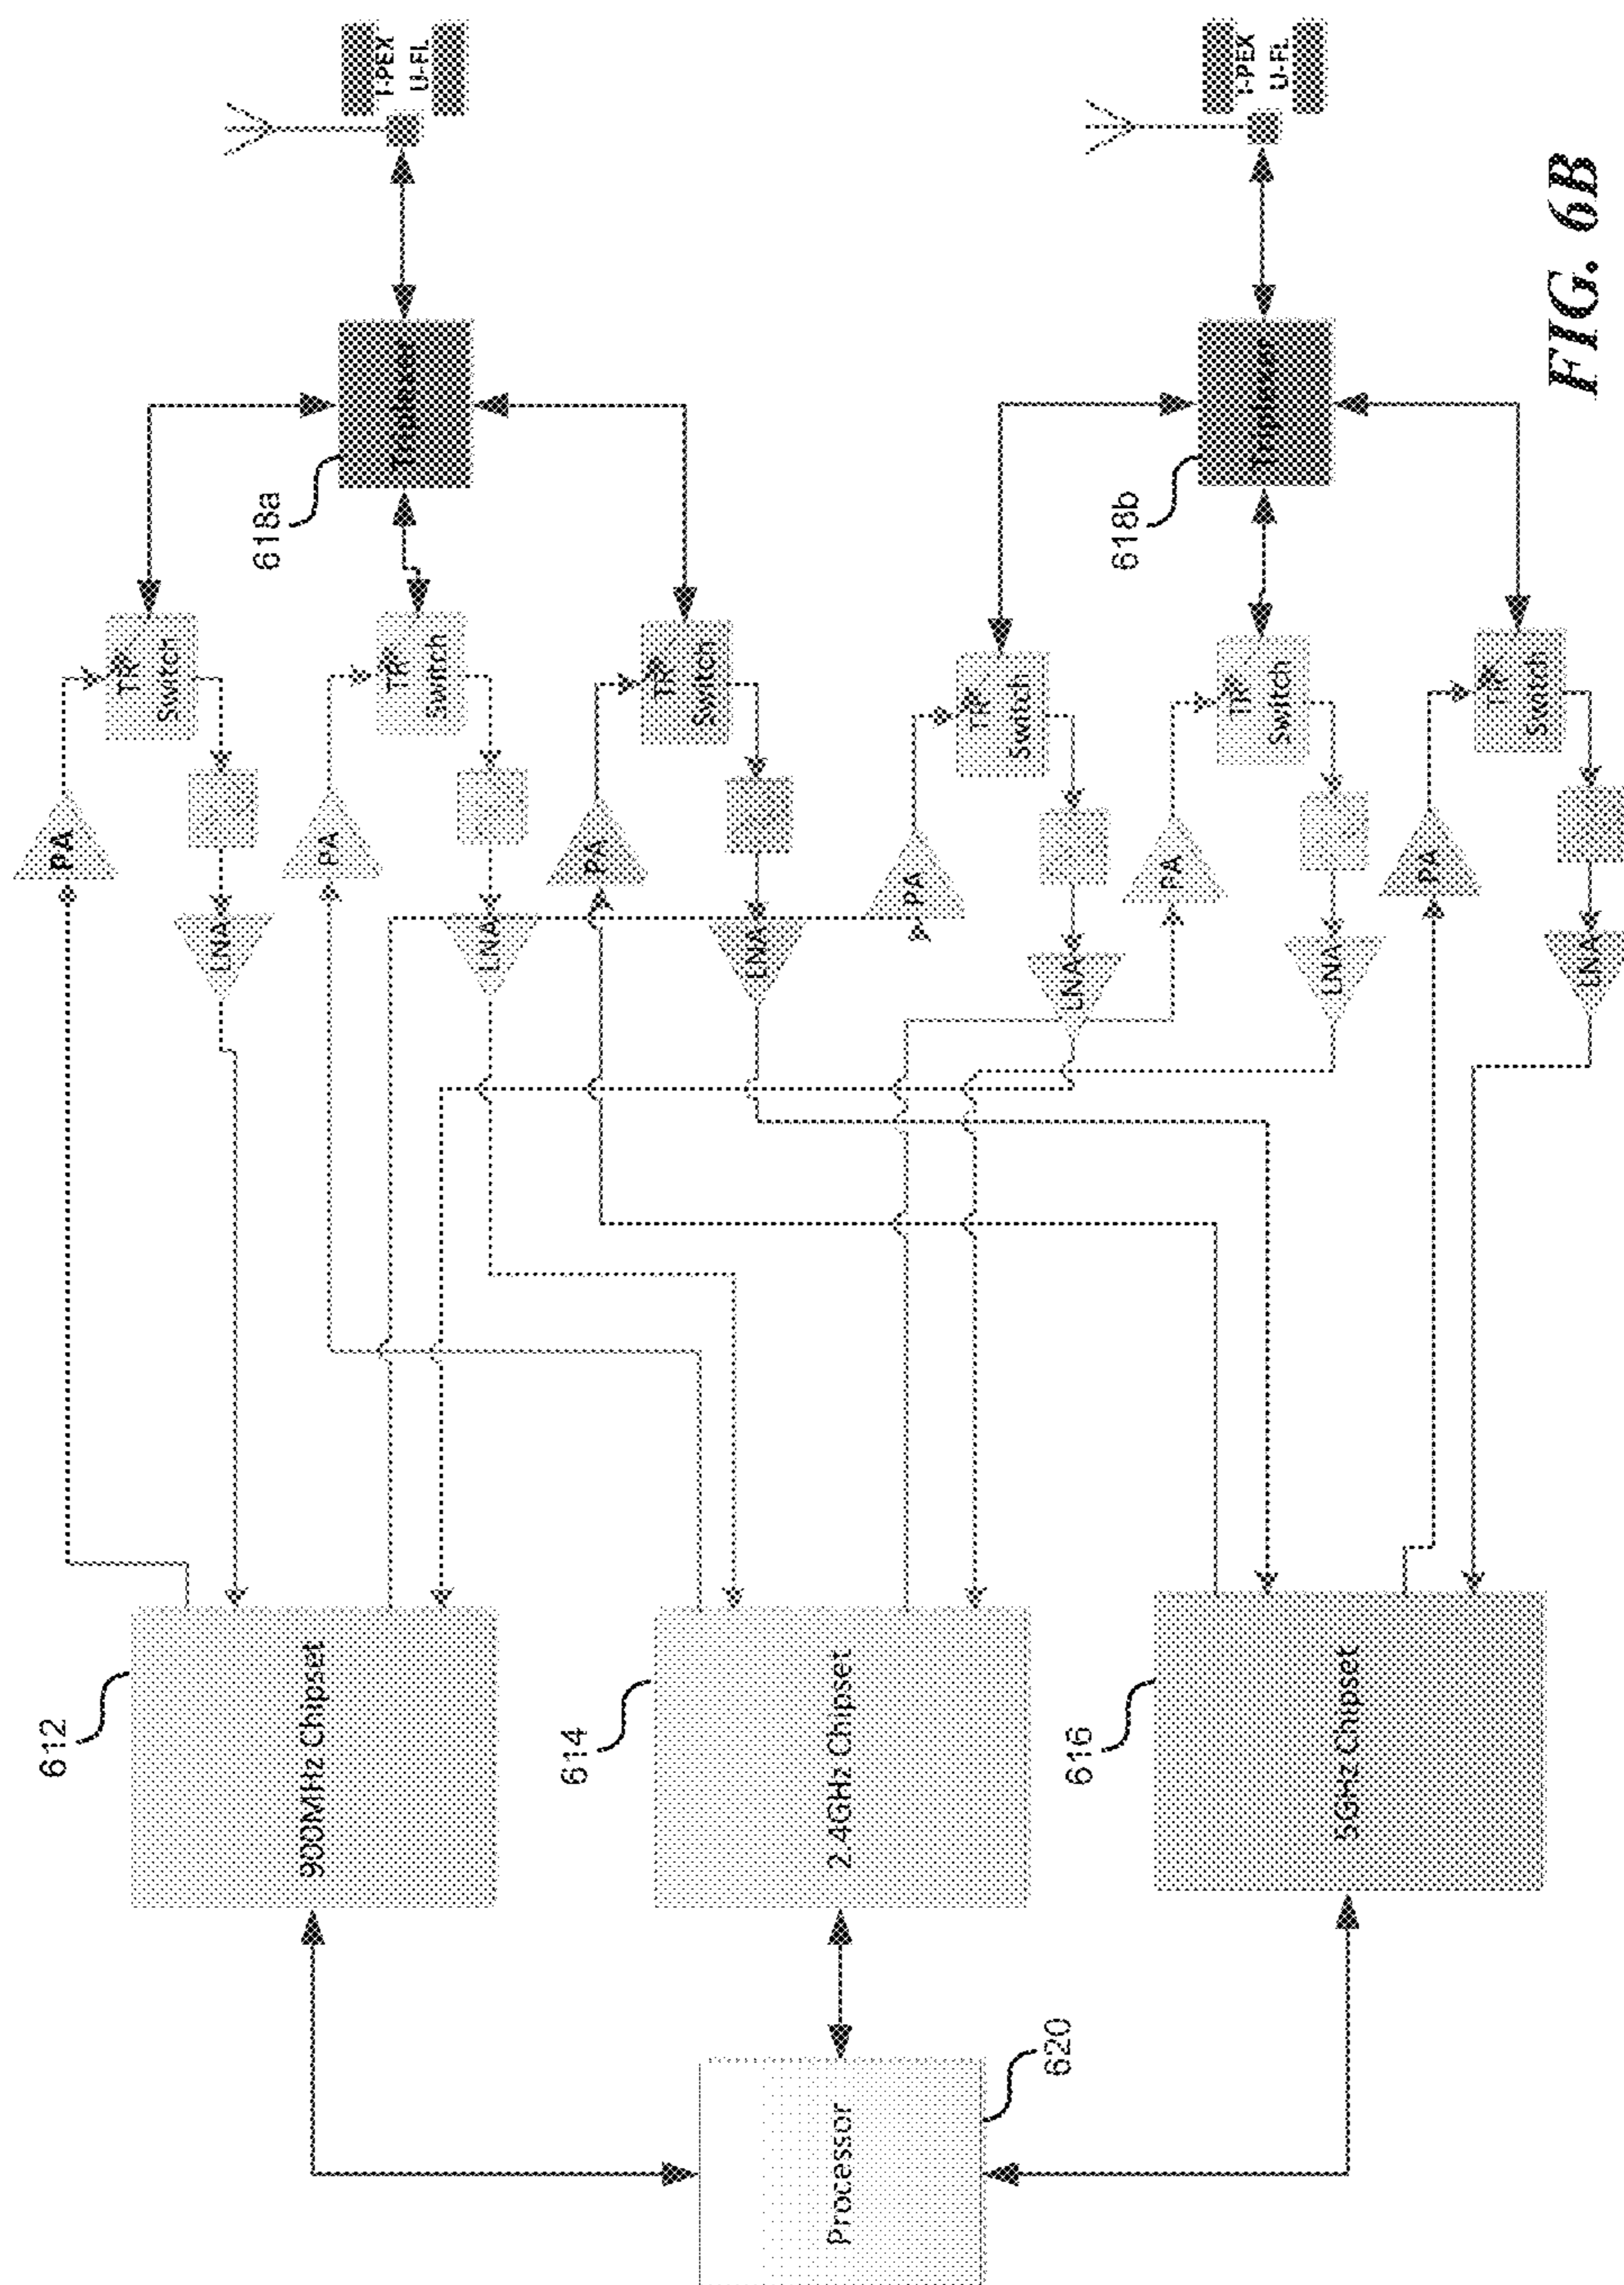 Processor
620
612
900MHz Chipset
614
2.4GHz Chipset
616
5GHz Chipset
PA
LNA
TR
Switch
PA
LNA
TR
Switch
PA
LNA
TR
Switch
PA
LNA
TR
Switch
PA
LNA
TR
Switch
PA
LNA
TR
Switch
618a
Triplexer
618b
Triplexer
I-PEX
U-FL
I-PEX
U-FL
FIG. 6B